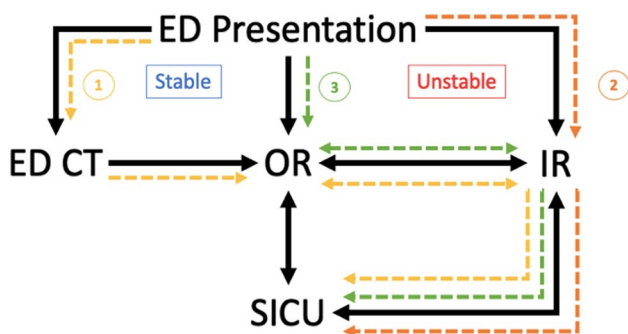 ED Presentation
1
Stable
3
Unstable
2
ED CT
OR
IR
SICU